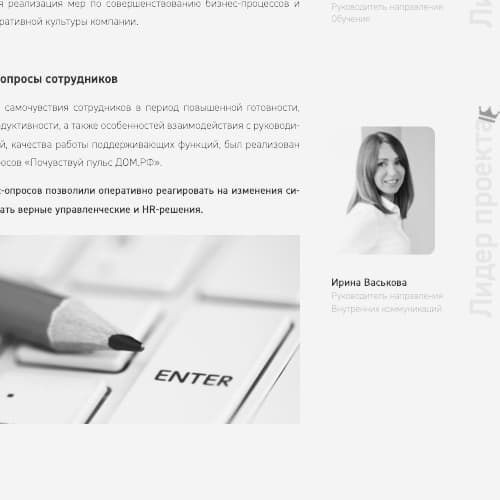 я реализация мер по совершенствованию бизнес-процессов и
ративной культуры компании.
опросы сотрудников
самочувствия сотрудников в период повышенной готовности,
дуктивности, а также особенностей взаимодействия с руководи-
й, качества работы поддерживающих функций, был реализован
росов «Почувствуй пульс ДОМ.РФ».
-опросов позволили оперативно реагировать на изменения си-
ать верные управленческие и HR-решения.
ENTER
Руководитель направления
Обучения
Ирина Васькова
Руководитель направления
Внутренних коммуникаций
Лидер проекта
Ли